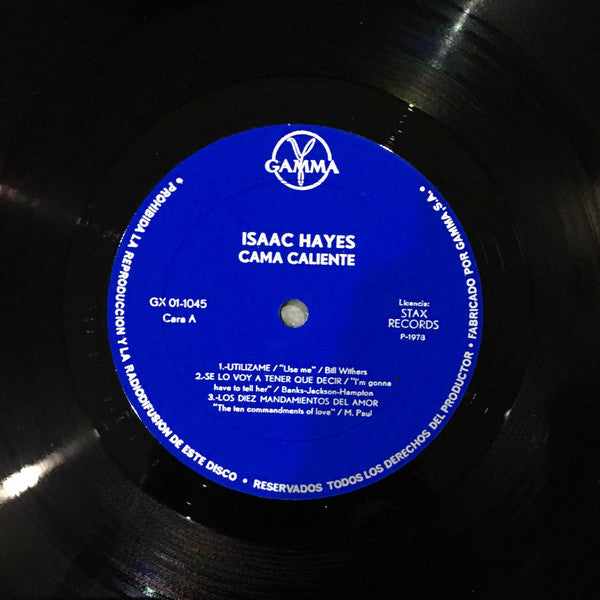 GAMMA
ISAAC HAYES
CAMA CALIENTE
GX 01-1045
Cara A
Licencia:
STAX
RECORDS
P-1978
1.-UTILIZAME / "Use me" / Bill Withers
2.-SE LO VOY A TENER QUE DECIR / "I'm gonna
have to tell her" / Banks-Jackson-Hampton
3.-LOS DIEZ MANDAMIENTOS DEL AMOR
"The ten commandments of love" / M. Paul
* PROHIBIDA LA REPRODUCCION Y LA RADIODIFUSION DE ESTE DISCO • RESERVADOS TODOS LOS DERECHOS DEL PRODUCTOR • FABRICADO POR GAMMA, S.A. *